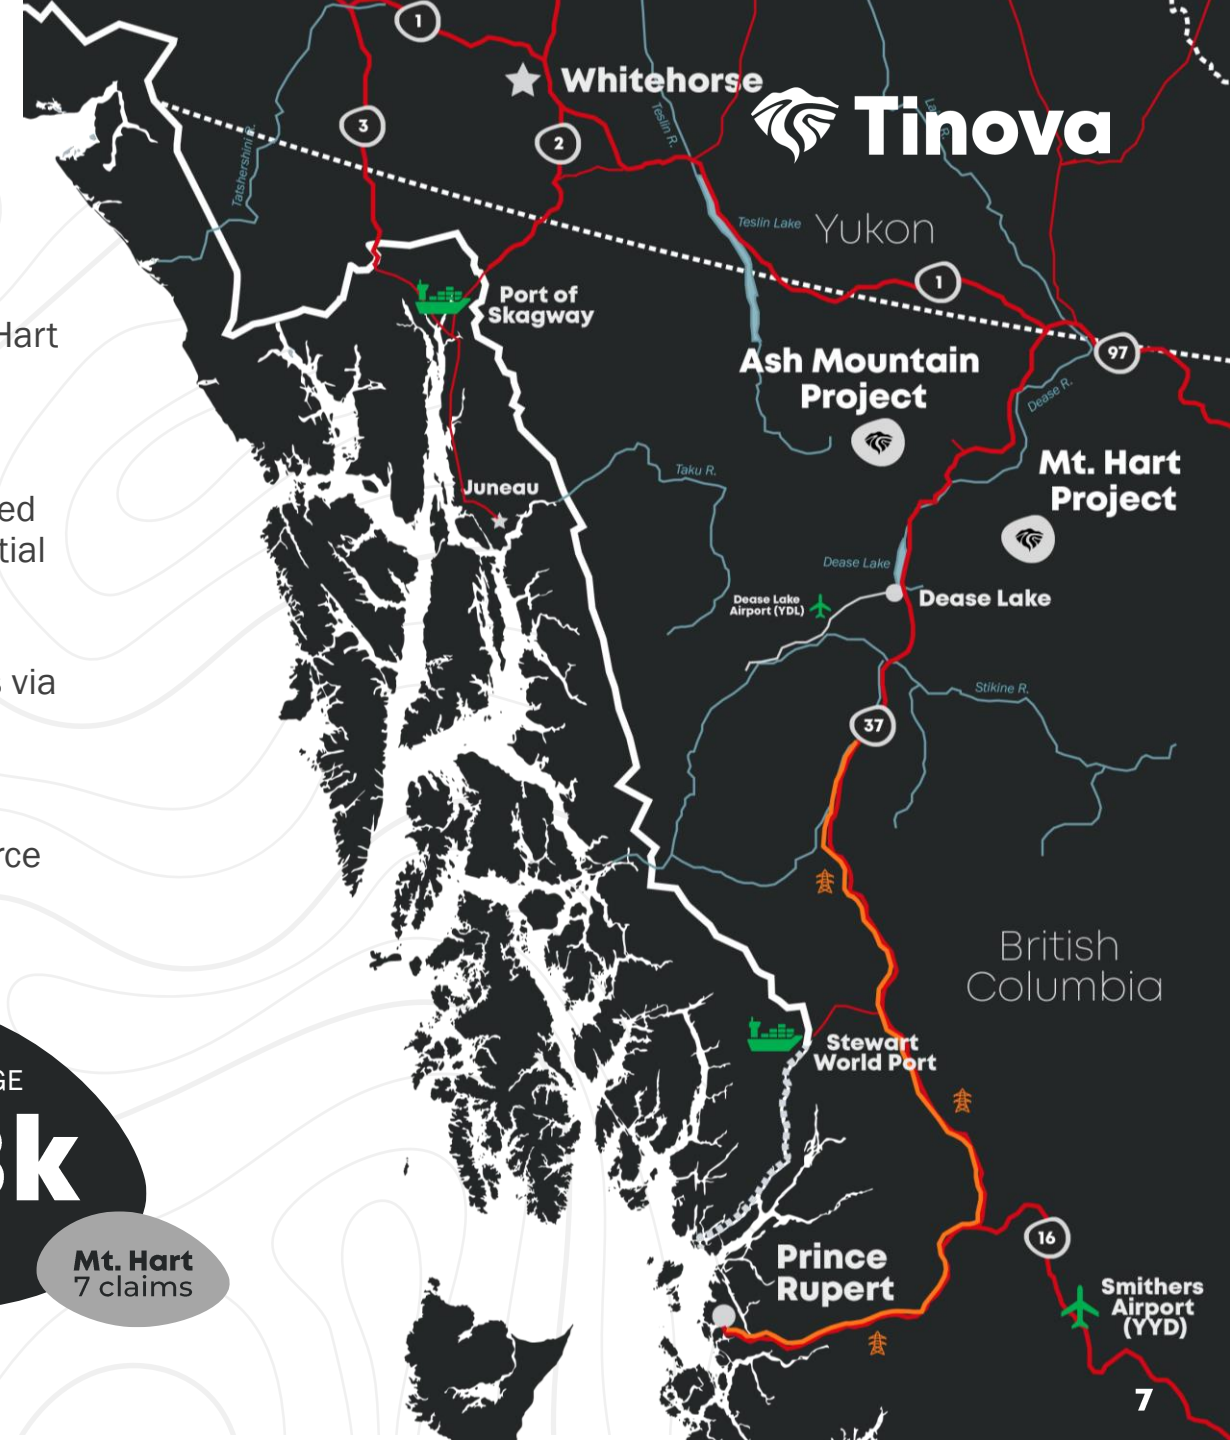 1
Whitehorse
Tinova
3
2
Teslin R.
Tatshenshini R.
Teslin Lake
Yukon
1
Port of
Skagway
Hart
97
Ash Mountain
Project
Dease R.
Mt. Hart
Project
Taku R.
Juneau
ed
tial
Dease Lake
Dease Lake
Airport (YDL)
Dease Lake
via
Stikine R.
37
rce
British
Columbia
Stewart
World Port
GE
k
Mt. Hart
7 claims
16
Prince
Rupert
Smithers
Airport
(YYD)
7